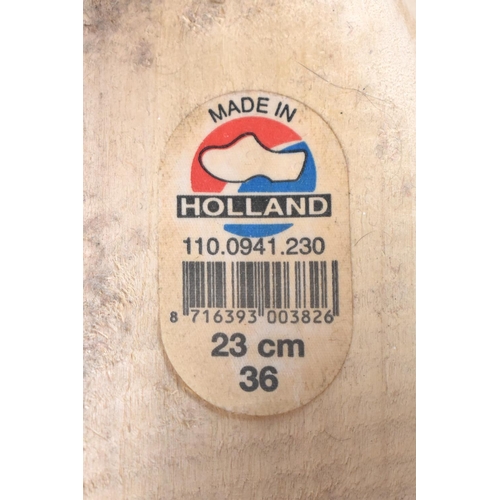 MADE IN
HOLLAND
110.0941.230
8 716393 003826
23 cm
36